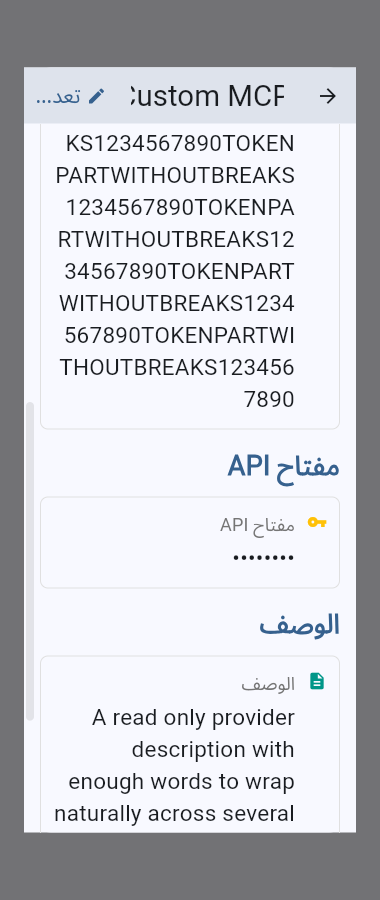 Custom MCP
تعد...
KS1234567890TOKEN
PARTWITHOUTBREAKS
1234567890TOKENPA
RTWITHOUTBREAKS12
34567890TOKENPART
WITHOUTBREAKS1234
567890TOKENPARTWI
THOUTBREAKS123456
7890
مفتاح API
مفتاح API
••••••••
الوصف
الوصف
A read only provider
description with
enough words to wrap
naturally across several